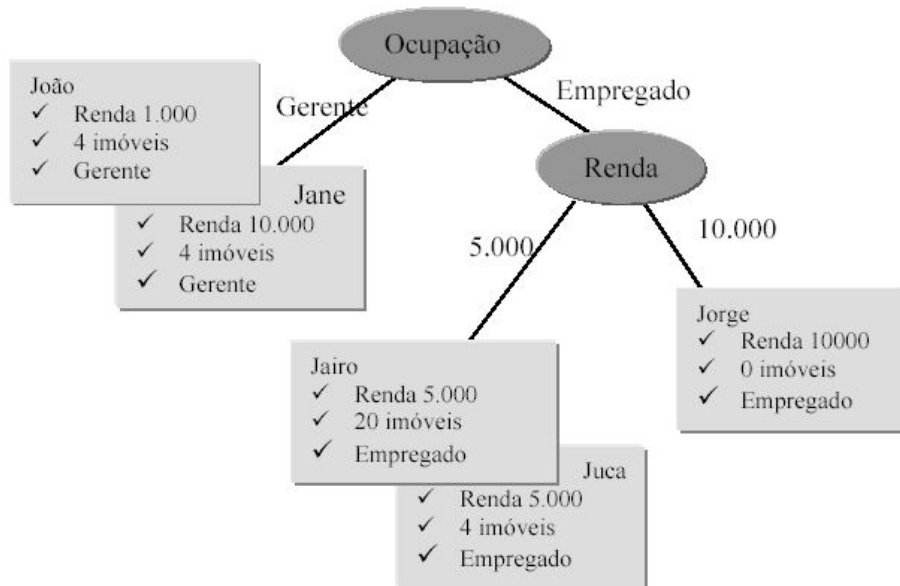 Ocupação
João
✓ Renda 1.000
✓ 4 imóveis
✓ Gerente
Gerente
Empregado
Jane
✓ Renda 10.000
✓ 4 imóveis
✓ Gerente
Renda
5.000
10.000
Jorge
✓ Renda 10000
✓ 0 imóveis
✓ Empregado
Jairo
✓ Renda 5.000
✓ 20 imóveis
✓ Empregado
Juca
✓ Renda 5.000
✓ 4 imóveis
✓ Empregado